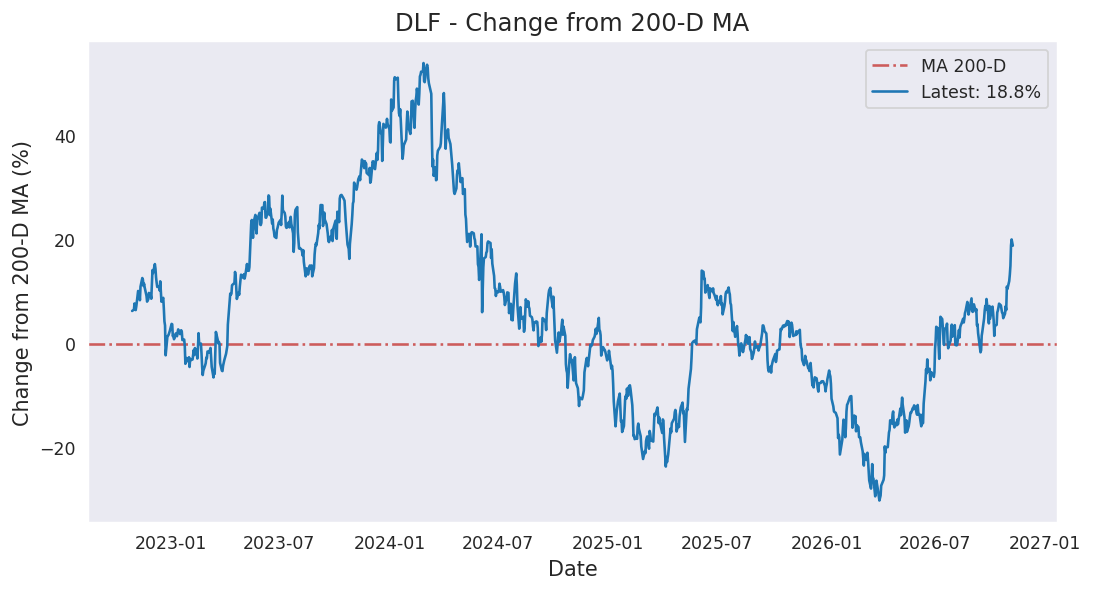 DLF - Change from 200-D MA
MA 200-D
Latest: 18.8%
Change from 200-D MA (%)
40
20
0
−20
2023-01 2023-07 2024-01 2024-07 2025-01 2025-07 2026-01 2026-07 2027-01
Date